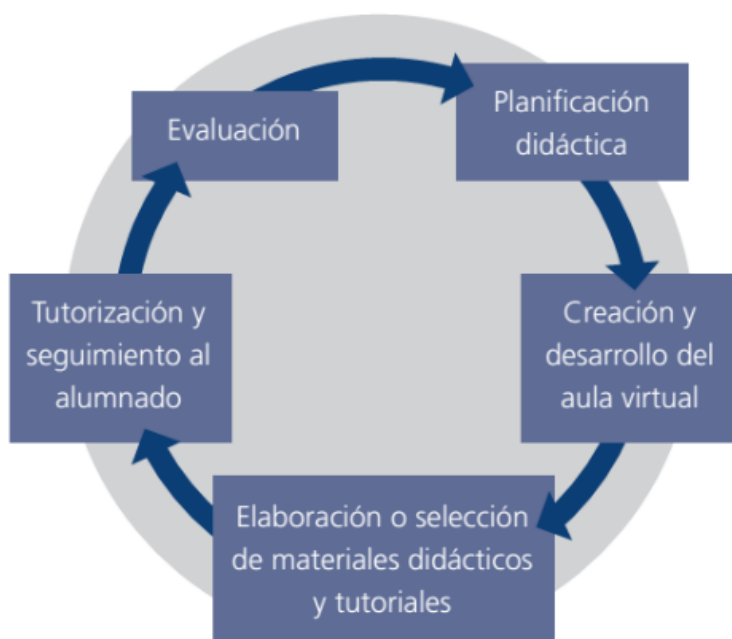 Evaluación
Planificación
didáctica
Creación y
desarrollo del
aula virtual
Elaboración o selección
de materiales didácticos
y tutoriales
Tutorización y
seguimiento al
alumnado